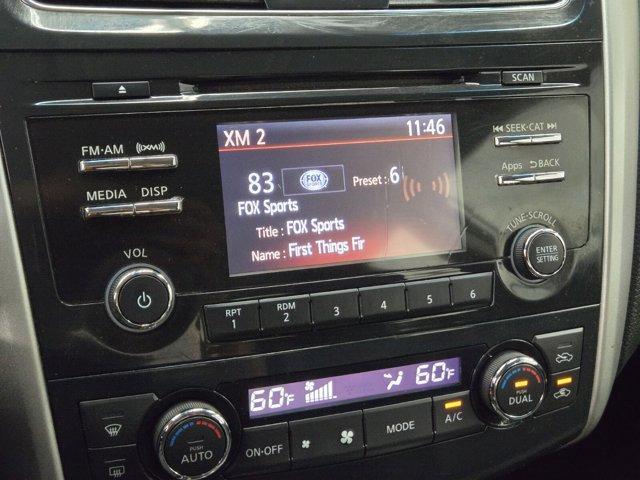 SCAN
XM 2
11:46
FM·AM
SEEK·CAT
83
FOX SPORTS
Preset : 6
Apps BACK
MEDIA DISP
FOX Sports
Title : FOX Sports
Name : First Things Fir
TUNE·SCROLL
ENTER
SETTING
VOL
RPT
1
RDM
2
3
4
5
6
60°F
60°F
PUSH
AUTO
ON·OFF
MODE
A/C
DUAL